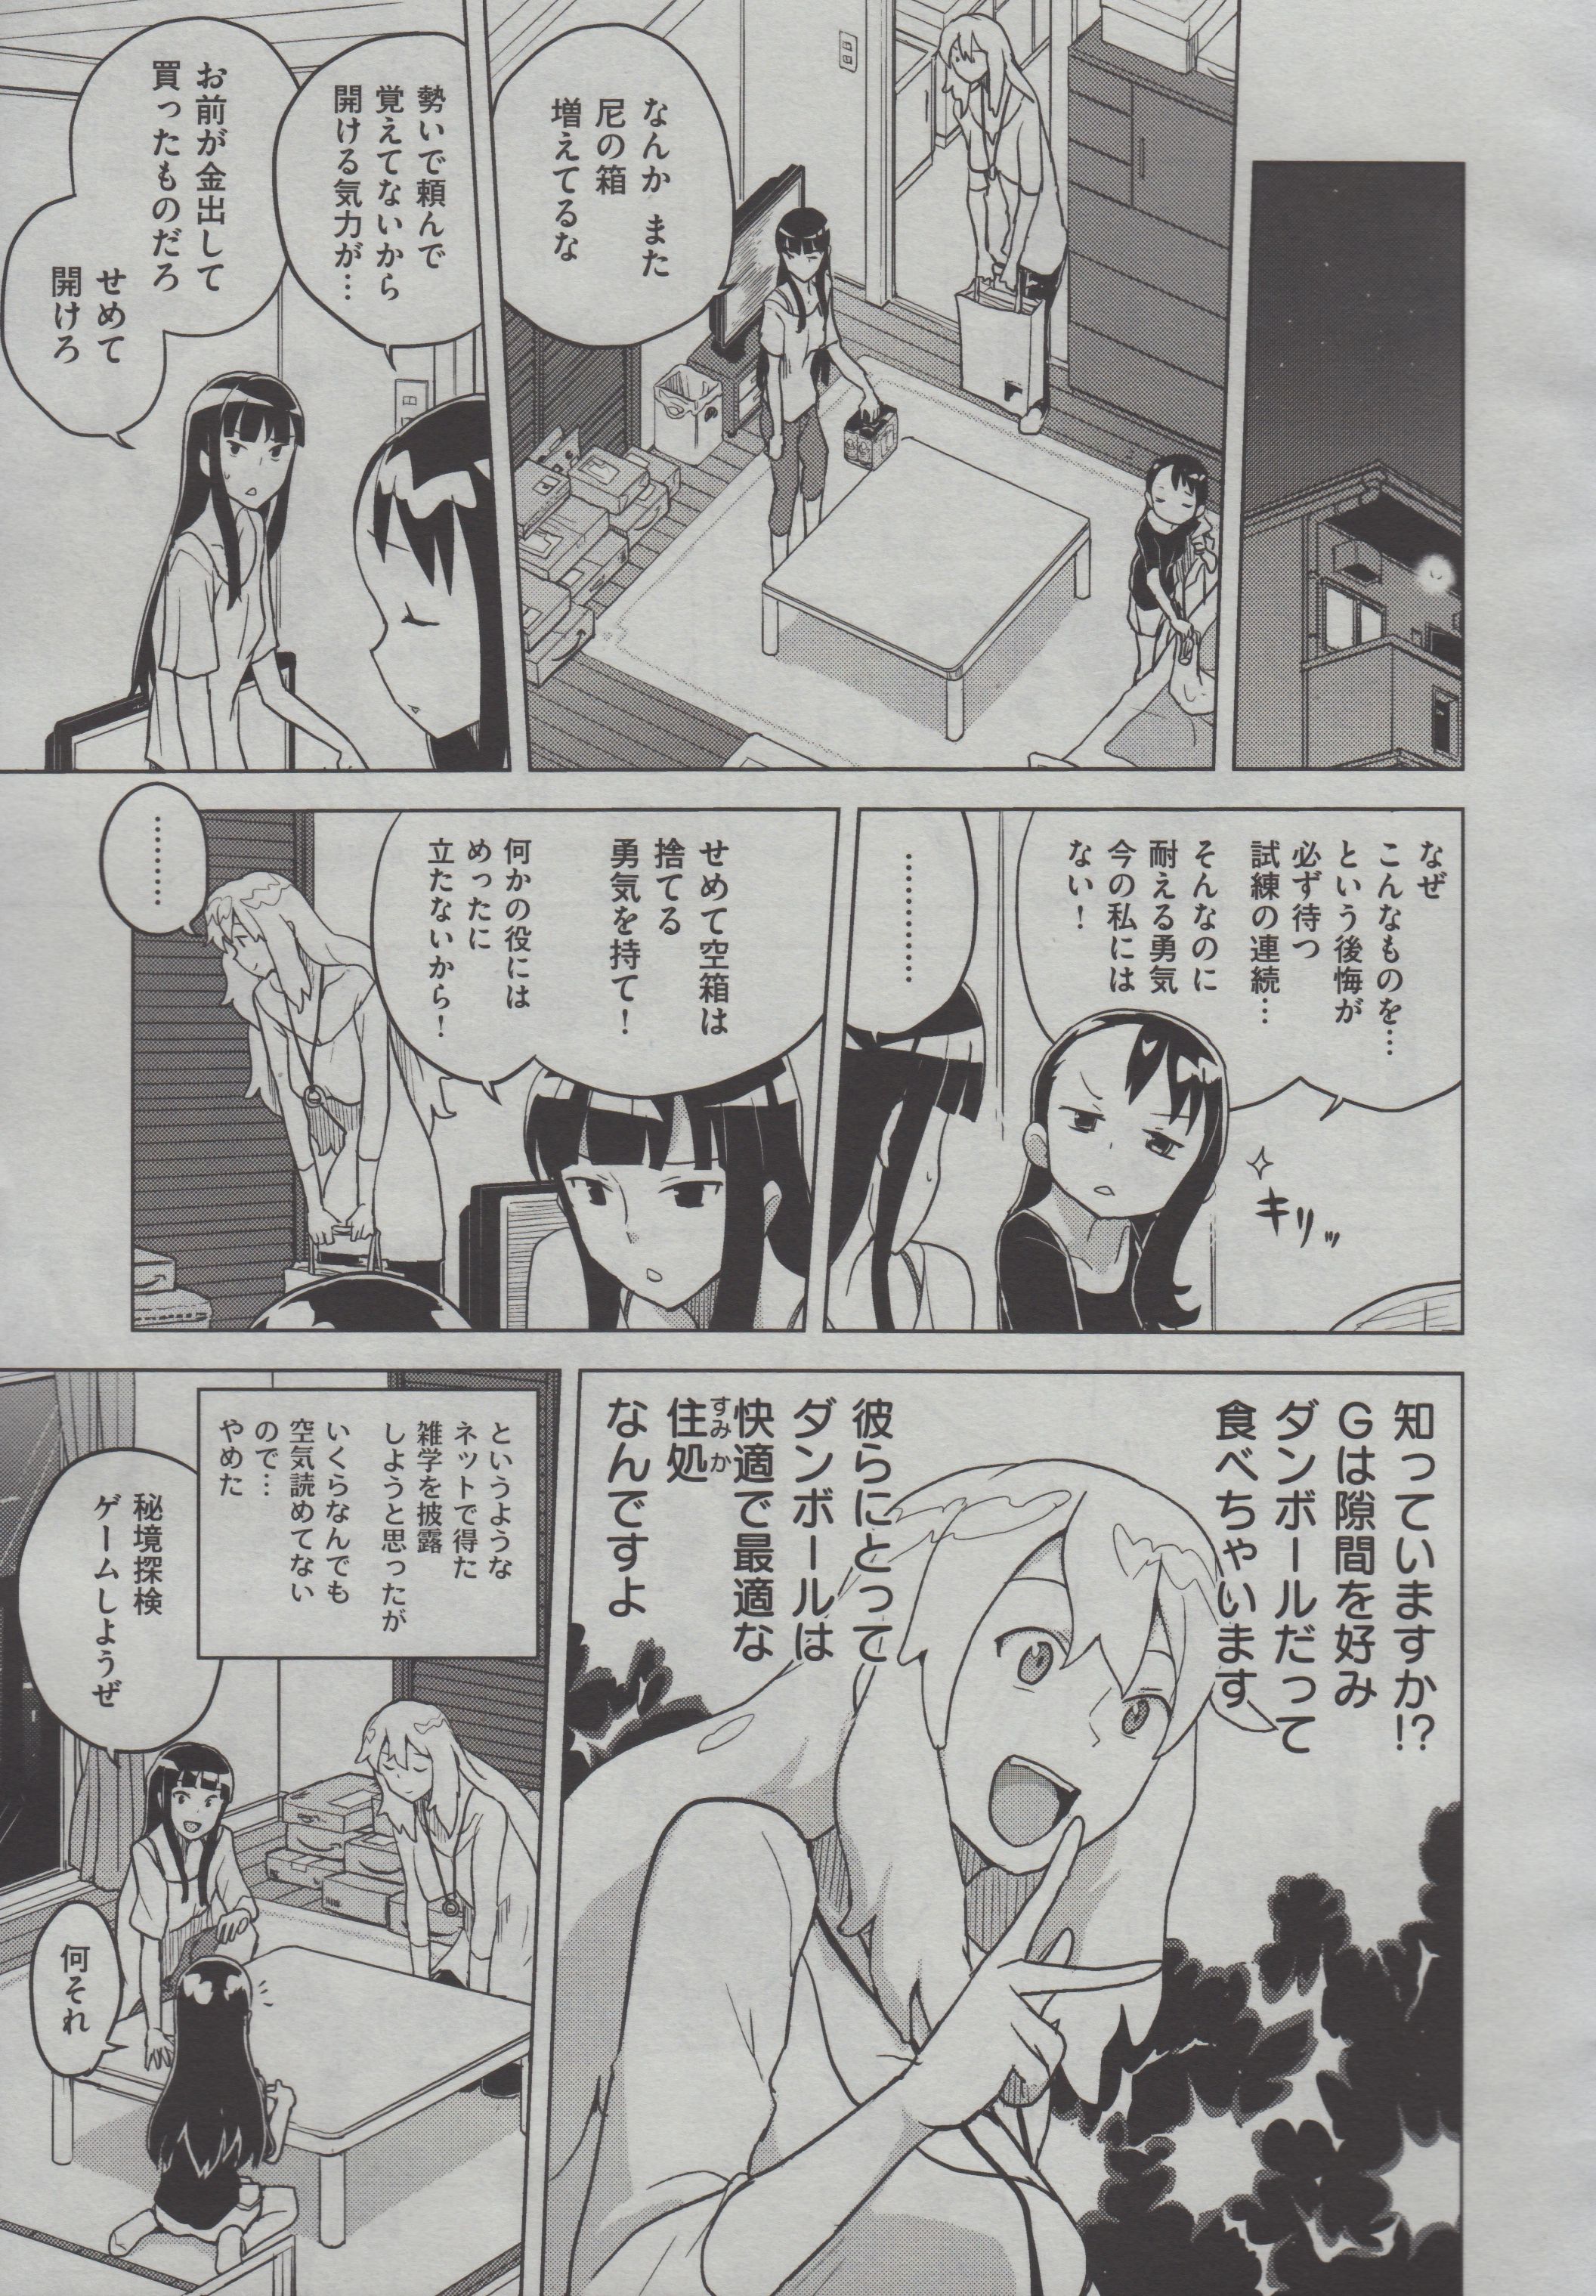 なんか また
尼の箱
増えてるな
勢いで頼んで
覚えてないから
開ける気力が…
お前が金出して
買ったものだろ
せめて
開けろ
なぜ
こんなものを…
という後悔が
必ず待つ
試練の連続…
そんなのに
耐える勇気
今の私には
ない！
キリッ
…………
せめて空箱は
捨てる
勇気を持て！
何かの役には
めったに
立たないから！
………
知っていますか!?
Gは隙間を好み
ダンボールだって
食べちゃいます
彼らにとって
ダンボールは
快適で最適な
住処
すみか
なんですよ
というような
ネットで得た
雑学を披露
しようと思ったが
いくらなんでも
空気読めてない
ので…
やめた
秘境探検
ゲームしようぜ
何それ